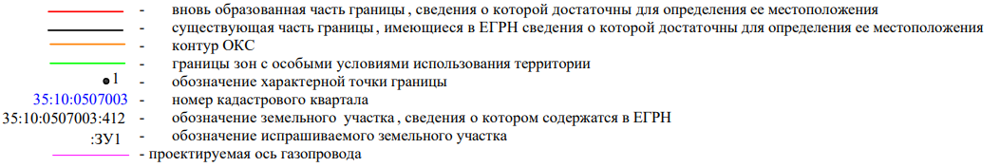 - вновь образованная часть границы, сведения о которой достаточны для определения ее местоположения
- существующая часть границы, имеющиеся в ЕГРН сведения о которой достаточны для определения ее местоположения
- контур ОКС
- границы зон с особыми условиями использования территории
1 - обозначение характерной точки границы
35:10:0507003 - номер кадастрового квартала
35:10:0507003:412 - обозначение земельного участка, сведения о котором содержатся в ЕГРН
:ЗУ1 - обозначение испрашиваемого земельного участка
- проектируемая ось газопровода